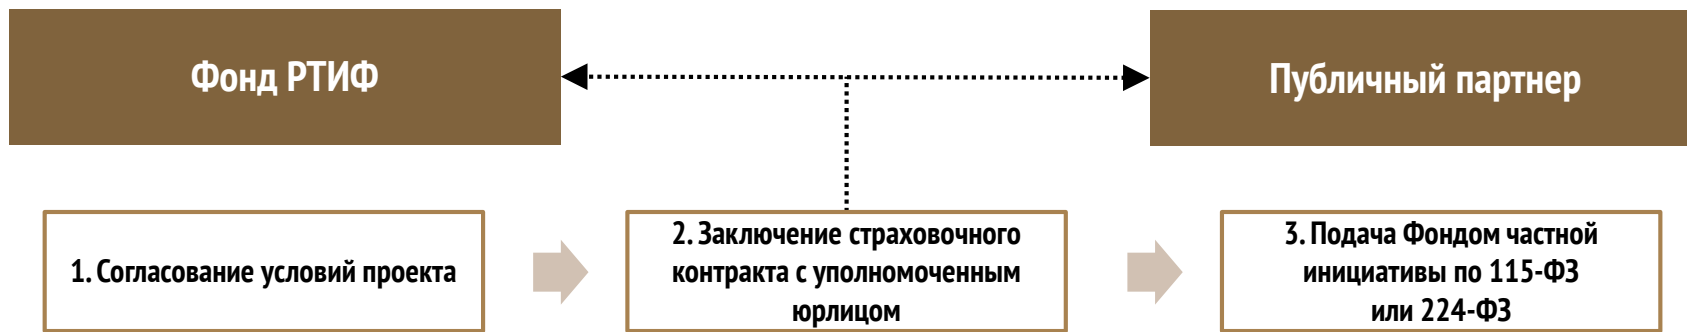 Фонд РТИФ
Публичный партнер
1. Согласование условий проекта
2. Заключение страховочного
контракта с уполномоченным
юрлицом
3. Подача Фондом частной
инициативы по 115-ФЗ
или 224-ФЗ